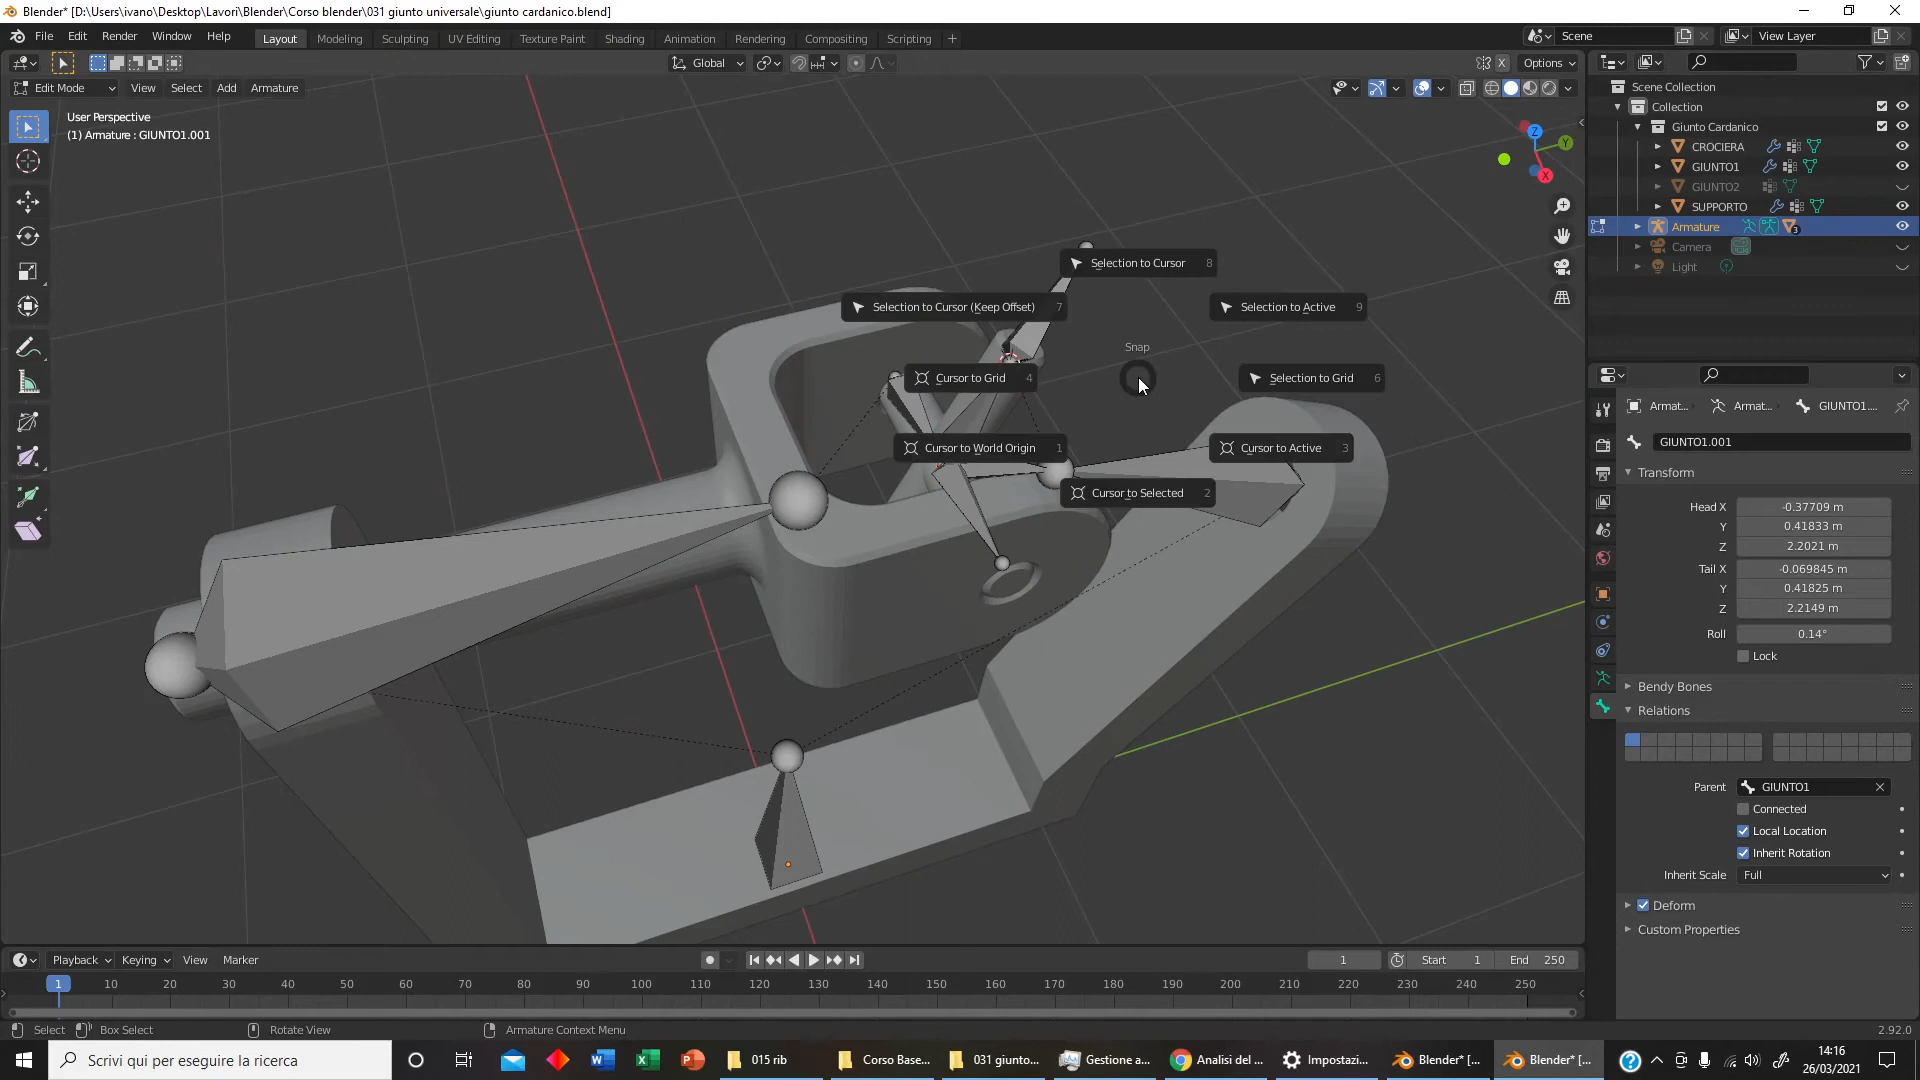 Blender* [D:\Users\ivano\Desktop\Lavori\Blender\Corso blender\031 giunto universale\giunto cardanico.blend]
File Edit Render Window Help
Layout Modeling Sculpting UV Editing Texture Paint Shading Animation Rendering Compositing Scripting +
Scene
View Layer
Global
X
Options
Edit Mode View Select Add Armature
User Perspective
(1) Armature : GIUNTO1.001
Z
Y
X
Scene Collection
Collection
Giunto Cardanico
CROCIERA
GIUNTO1
GIUNTO2
SUPPORTO
Armature 3
Camera
Light
Selection to Cursor 8
Selection to Cursor (Keep Offset) 7
Selection to Active 9
Snap
Cursor to Grid 4
Selection to Grid 6
Cursor to World Origin 1
Cursor to Active 3
Cursor to Selected 2
Armat... Armat... GIUNTO1....
GIUNTO1.001
Transform
Head X -0.37709 m
Y 0.41833 m
Z 2.2021 m
Tail X -0.069845 m
Y 0.41825 m
Z 2.2149 m
Roll 0.14°
Lock
Bendy Bones
Relations
Parent GIUNTO1
Connected
Local Location
Inherit Rotation
Inherit Scale Full
Deform
Custom Properties
Playback Keying View Marker
1
Start 1
End 250
1 10 20 30 40 50 60 70 80 90 100 110 120 130 140 150 160 170 180 190 200 210 220 230 240 250
Select Box Select Rotate View Armature Context Menu
2.92.0
Scrivi qui per eseguire la ricerca
015 rib
Corso Base...
031 giunto...
Gestione a...
Analisi del ...
Impostazi...
Blender* [...
Blender* [...
14:16
26/03/2021